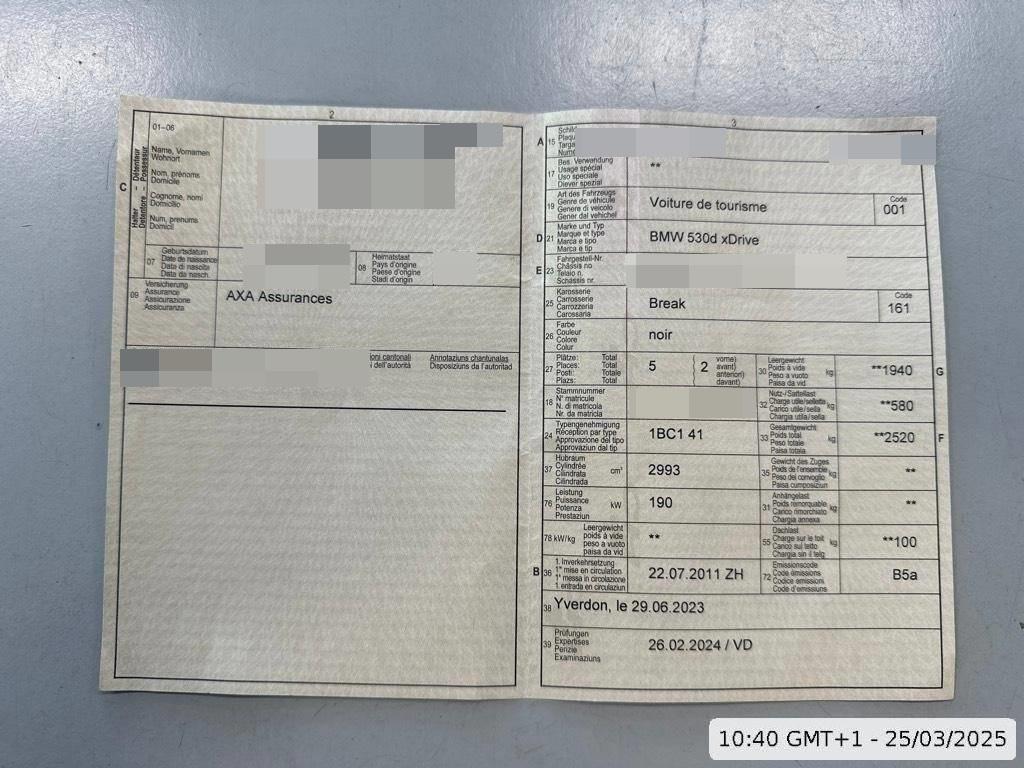 2
01–06
Name, Vornamen
Wohnort
Nom, prénoms
Domicile
Cognome, nomi
Domicilio
Num, prenums
Domicil
C
Halter – Détenteur
Detentore – Possessur
07
Geburtsdatum
Date de naissance
Data di nascita
Data da nasch.
08
Heimatstaat
Pays d'origine
Paese d'origine
Stadi d'origin
09
Versicherung
Assurance
Assicurazione
Assicuranza
AXA Assurances
oni cantonali
i dell'autorità
Annotaziuns chantunalas
Disposiziuns da l'autoritad
3
A 15
17
Bes. Verwendung
Usage spécial
Uso speciale
Diever spezial
**
19
Art des Fahrzeugs
Genre de véhicule
Genere di veicolo
Gener dal vehichel
Voiture de tourisme
Code
001
D 21
Marke und Typ
Marque et type
Marca e tipo
Marca e tip
BMW 530d xDrive
E 23
Fahrgestell-Nr.
Châssis no
Telaio n.
Schassis nr.
25
Karosserie
Carrosserie
Carrozzeria
Carossaria
Break
Code
161
26
Farbe
Couleur
Colore
Colur
noir
27
Plätze: Total
Places: Total
Posti: Totale
Plazs: Total
5
2
vorne)
avant)
anteriori)
davant)
30
Leergewicht
Poids à vide
Peso a vuoto
Paisa da vid
kg
**1940
G
18
Stammnummer
N° matricule
N. di matricola
Nr. da matricla
32
Nutz-/Sattellast
Charge utile/sellette
Carico utile/sella
Chargia utila/sella
kg
**580
24
Typengenehmigung
Réception par type
Approvazione del tipo
Approvaziun dal tip
1BC1 41
33
Gesamtgewicht
Poids total
Peso totale
Paisa totala
kg
**2520
F
37
Hubraum
Cylindrée
Cilindrata
Cilindrada
cm³
2993
35
Gewicht des Zuges
Poids de l'ensemble
Peso del convoglio
Paisa cumposiziun
kg
**
76
Leistung
Puissance
Potenza
Prestaziun
kW
190
31
Anhängelast
Poids remorquable
Carico rimorchiato
Chargia annexa
kg
**
78 kW/kg
Leergewicht
poids à vide
peso a vuoto
paisa da vid
**
55
Dachlast
Charge sur le toit
Carico sul tetto
Chargia sin il tetg
kg
**100
B 36
1. Inverkehrsetzung
1re mise en circulation
1a messa in circolazione
1. entrada en circulaziun
22.07.2011 ZH
72
Emissionscode
Code émissions
Codice emissioni
Code d'emissiuns
B5a
38 Yverdon, le 29.06.2023
39
Prüfungen
Expertises
Perizie
Examinaziuns
26.02.2024 / VD
10:40 GMT+1 - 25/03/2025